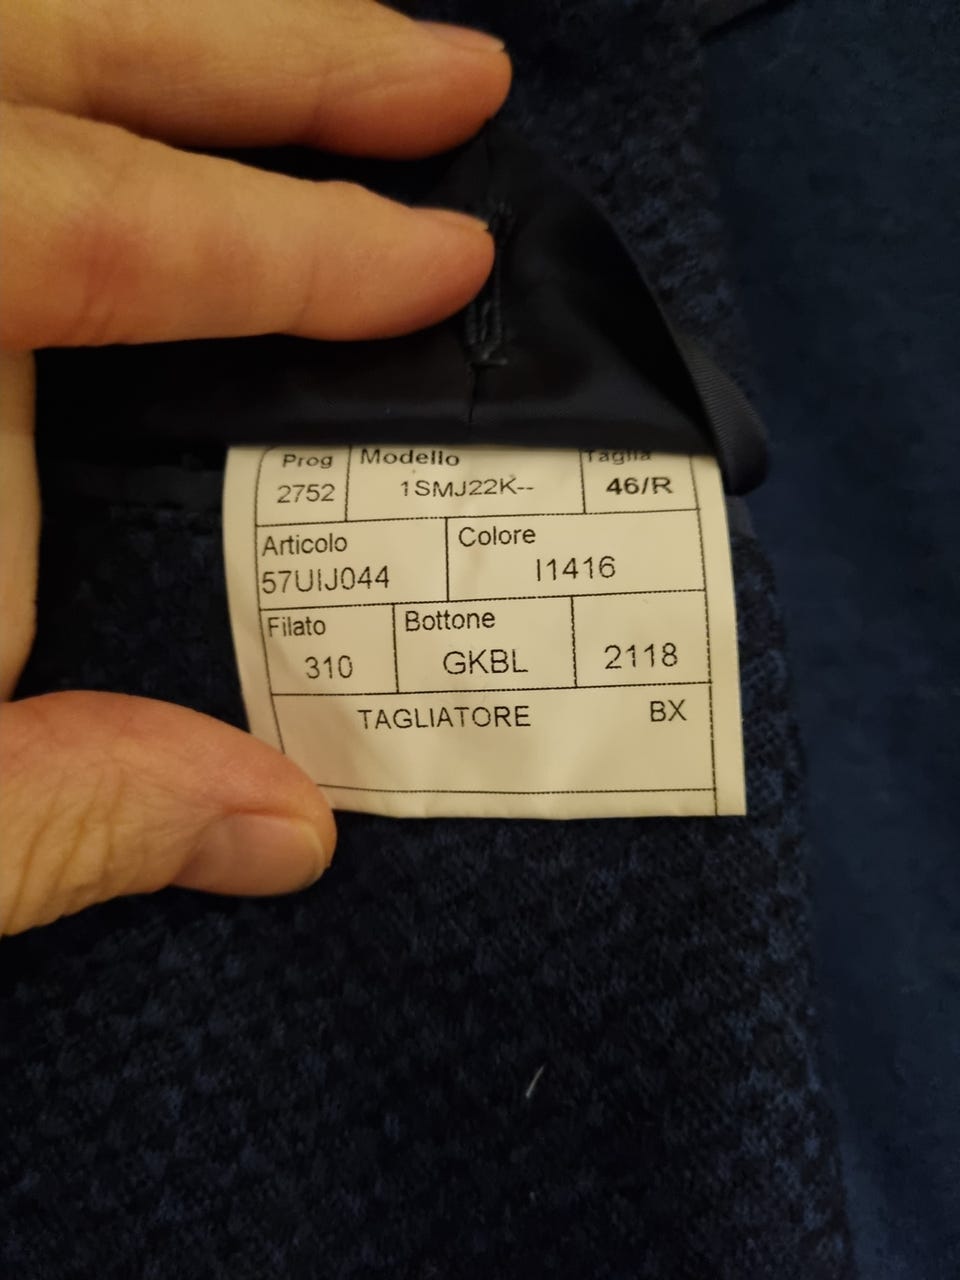 Prog Modello Taglia
2752 1SMJ22K-- 46/R
Articolo Colore
57UIJ044 I1416
Filato Bottone
310 GKBL 2118
TAGLIATORE BX